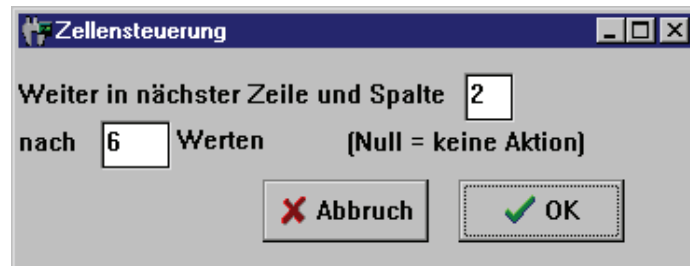 Zellensteuerung
Weiter in nächster Zeile und Spalte 2
nach 6 Werten (Null = keine Aktion)
Abbruch OK